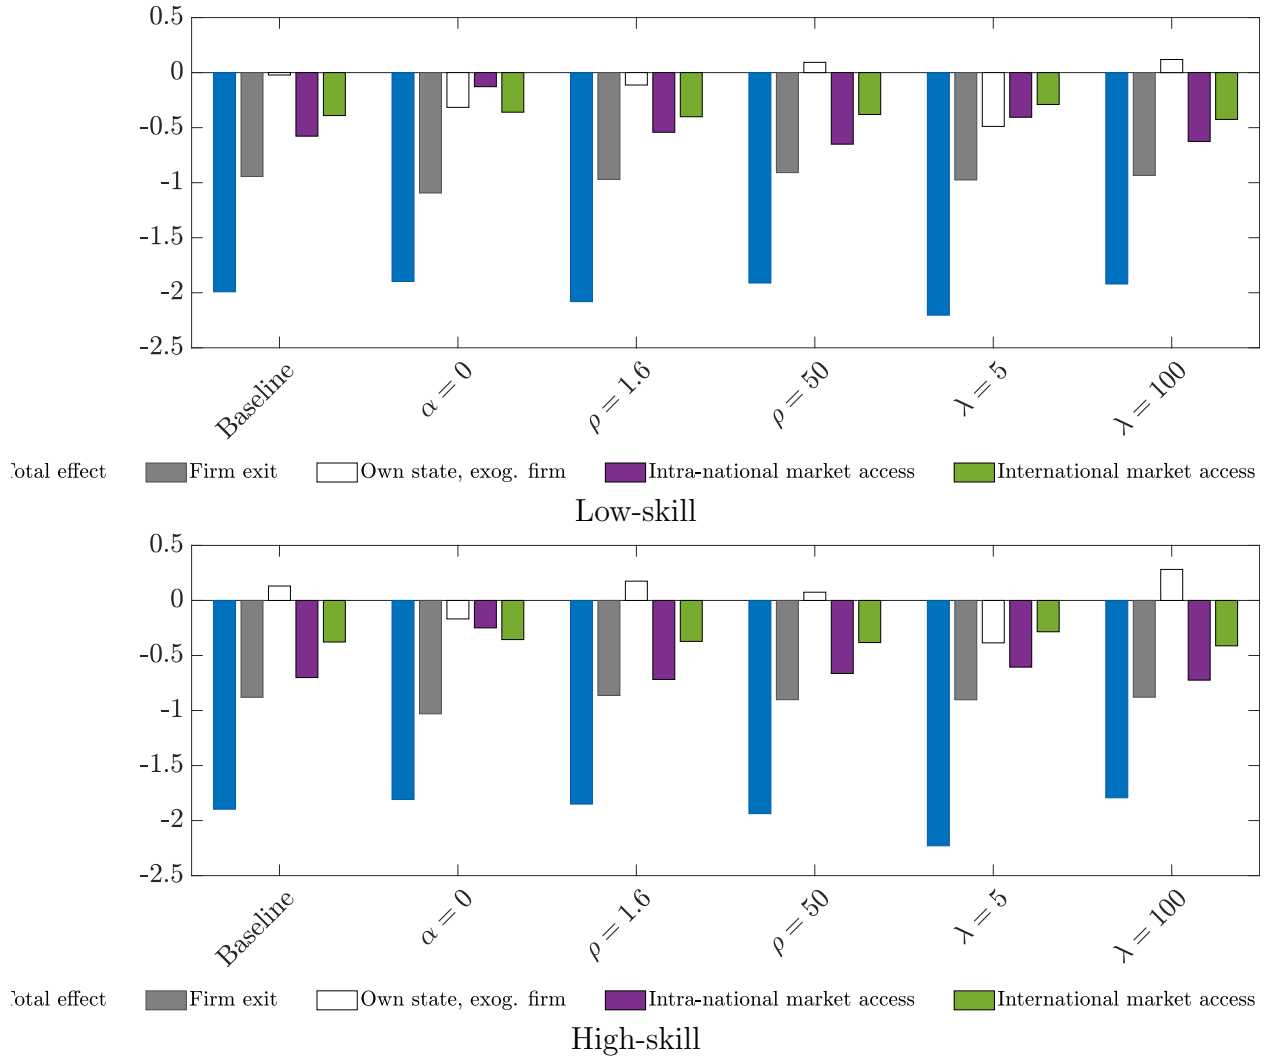 0.5
0
-0.5
-1
-1.5
-2
-2.5
Baseline
α = 0
ρ = 1.6
ρ = 50
λ = 5
λ = 100
otal effect Firm exit Own state, exog. firm Intra-national market access International market access
Low-skill
0.5
0
-0.5
-1
-1.5
-2
-2.5
Baseline
α = 0
ρ = 1.6
ρ = 50
λ = 5
λ = 100
otal effect Firm exit Own state, exog. firm Intra-national market access International market access
High-skill